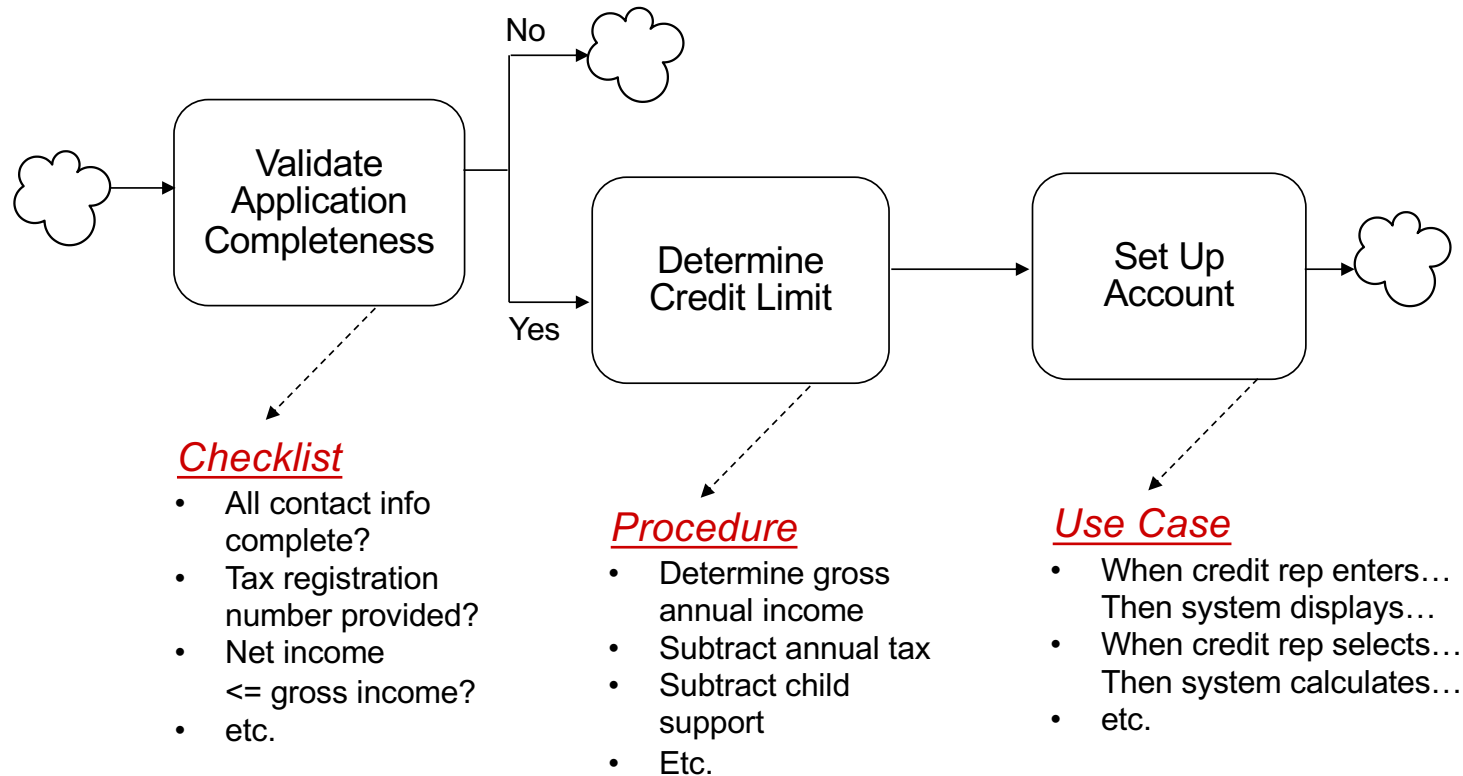 No
Validate
Application
Completeness
Yes
Determine
Credit Limit
Set Up
Account
Checklist
• All contact info
complete?
• Tax registration
number provided?
• Net income
<= gross income?
• etc.
Procedure
• Determine gross
annual income
• Subtract annual tax
• Subtract child
support
• Etc.
Use Case
• When credit rep enters…
Then system displays…
• When credit rep selects…
Then system calculates…
• etc.